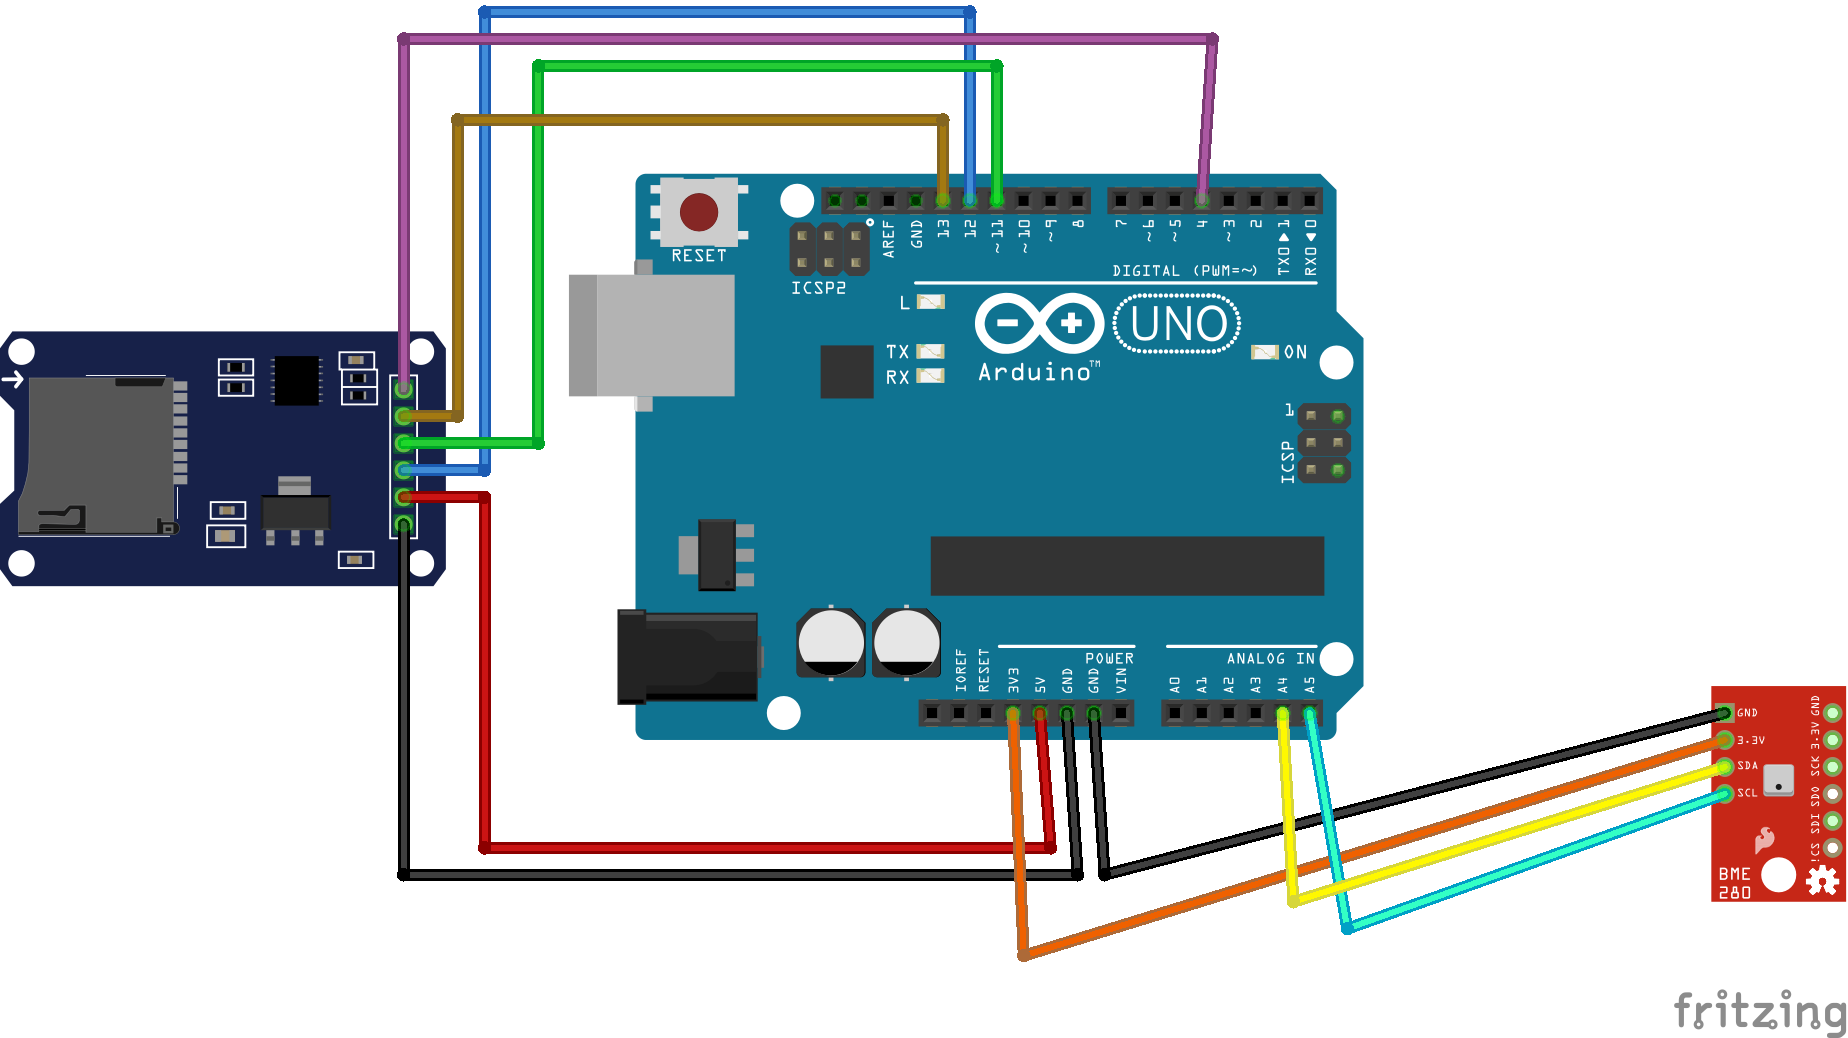 RESET
ICSP2
AREF
GND
13
12
~11
~10
~9
8
7
~6
~5
4
~3
2
TX0▶1
RX0◀0
DIGITAL (PWM=~)
L
TX
RX
UNO
Arduino™
ON
1
ICSP
IOREF
RESET
3V3
5V
GND
GND
VIN
POWER
A0
A1
A2
A3
A4
A5
ANALOG IN
GND
3.3V
SDA
SCL
GND
3.3V
SCK
SDO
SDI
!CS
BME
280
fritzing